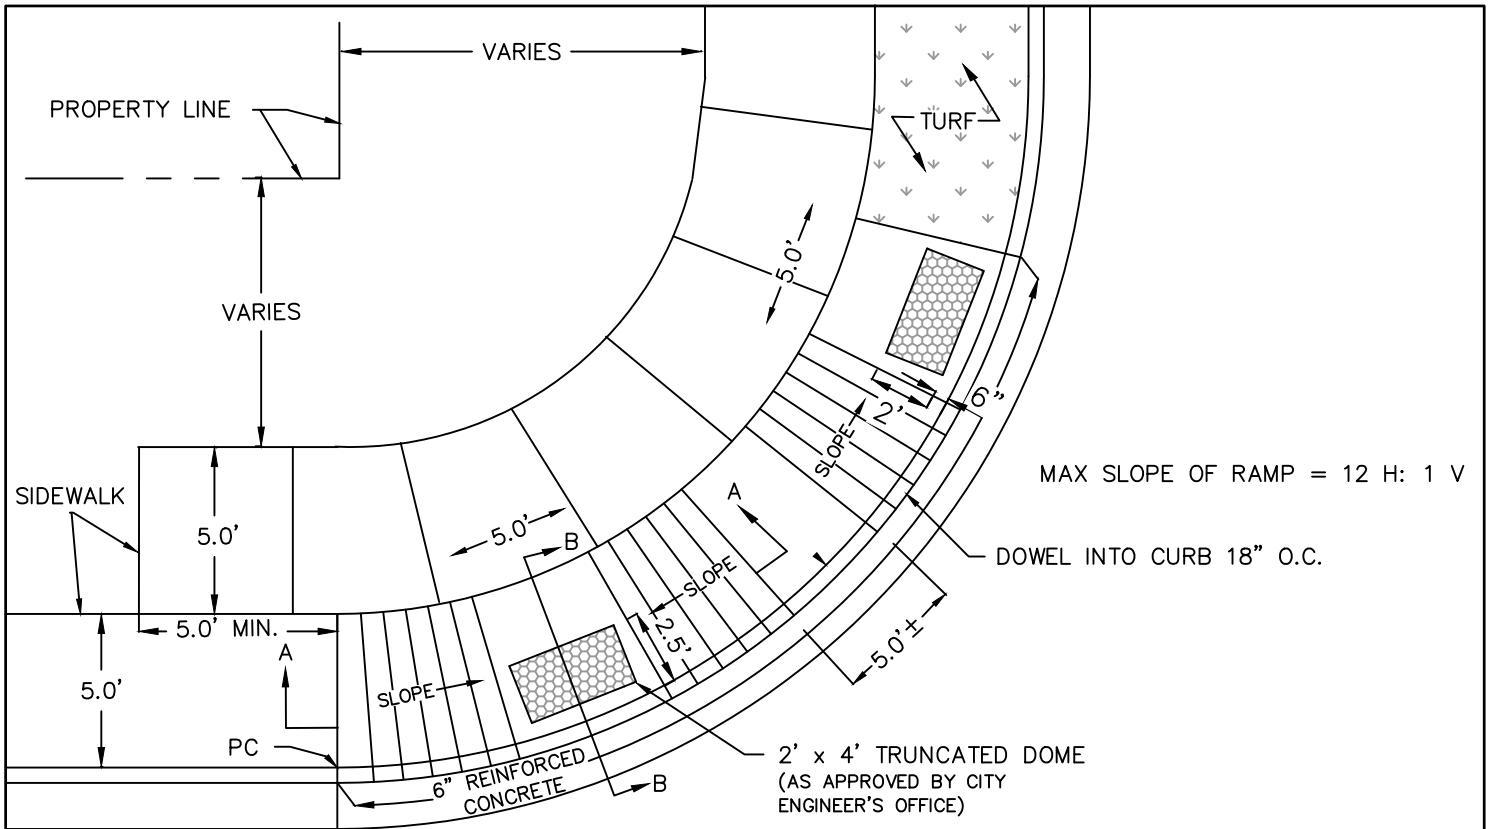 VARIES
PROPERTY LINE
TURF
VARIES
5.0'
6"
2'
SLOPE
MAX SLOPE OF RAMP = 12 H: 1 V
SIDEWALK
A
5.0'
5.0'
B
DOWEL INTO CURB 18" O.C.
SLOPE
5.0' MIN.
2.5'
5.0'±
A
5.0'
SLOPE
PC
2' x 4' TRUNCATED DOME
(AS APPROVED BY CITY
ENGINEER'S OFFICE)
B
6" REINFORCED
CONCRETE